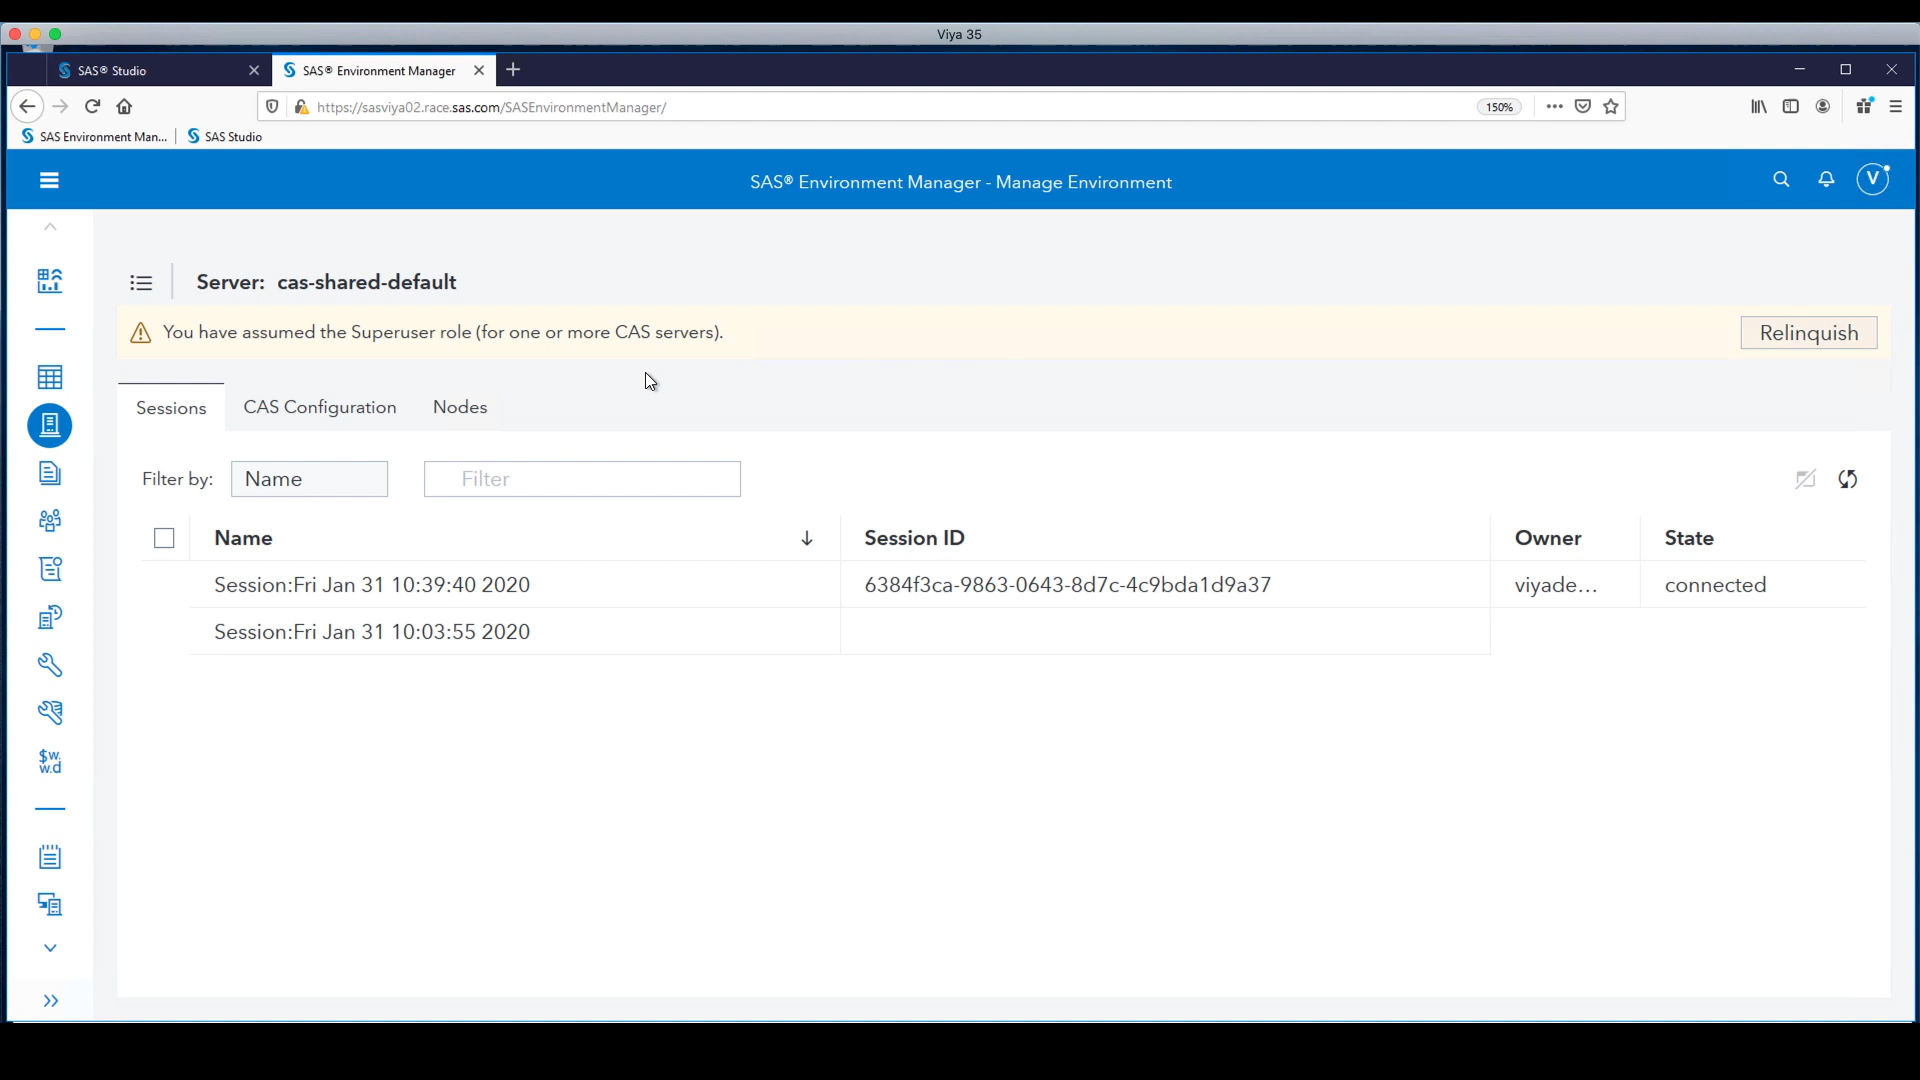 Viya 35
SAS® Studio
SAS® Environment Manager
https://sasviya02.race.sas.com/SASEnvironmentManager/
150%
SAS Environment Man...
SAS Studio
SAS® Environment Manager - Manage Environment
V
Server: cas-shared-default
You have assumed the Superuser role (for one or more CAS servers).
Relinquish
Sessions
CAS Configuration
Nodes
Filter by:
Name
Filter
Name
Session ID
Owner
State
Session:Fri Jan 31 10:39:40 2020
6384f3ca-9863-0643-8d7c-4c9bda1d9a37
viyade...
connected
Session:Fri Jan 31 10:03:55 2020
$w.
w.d